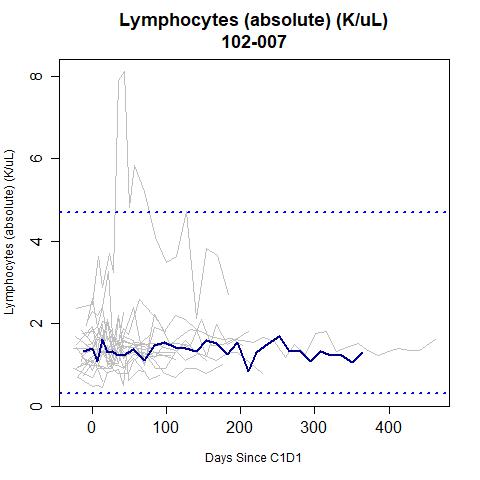 Lymphocytes (absolute) (K/uL)
102-007
Lymphocytes (absolute) (K/uL)
8
6
4
2
0
0 100 200 300 400
Days Since C1D1